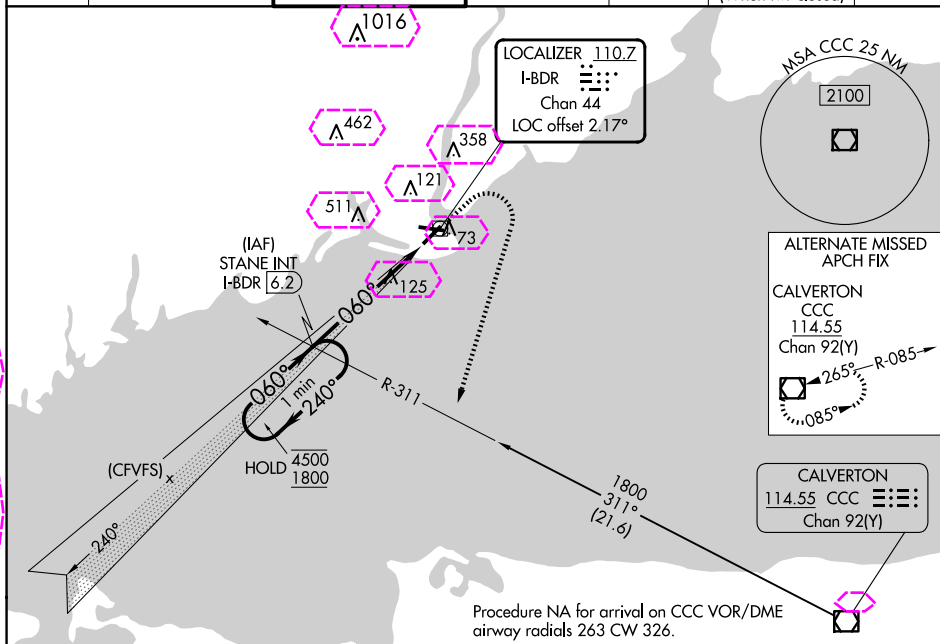 1016
LOCALIZER 110.7
I-BDR
Chan 44
LOC offset 2.17°
MSA CCC 25 NM
2100
462
358
121
511
73
125
(IAF)
STANE INT
I-BDR 6.2
060°
060°
1 min
240°
HOLD 4500
1800
R-311
(CFVFS) x
240°
1800
311°
(21.6)
ALTERNATE MISSED
APCH FIX
CALVERTON
CCC
114.55
Chan 92(Y)
265°
R-085
085°
CALVERTON
114.55 CCC
Chan 92(Y)
Procedure NA for arrival on CCC VOR/DME
airway radials 263 CW 326.